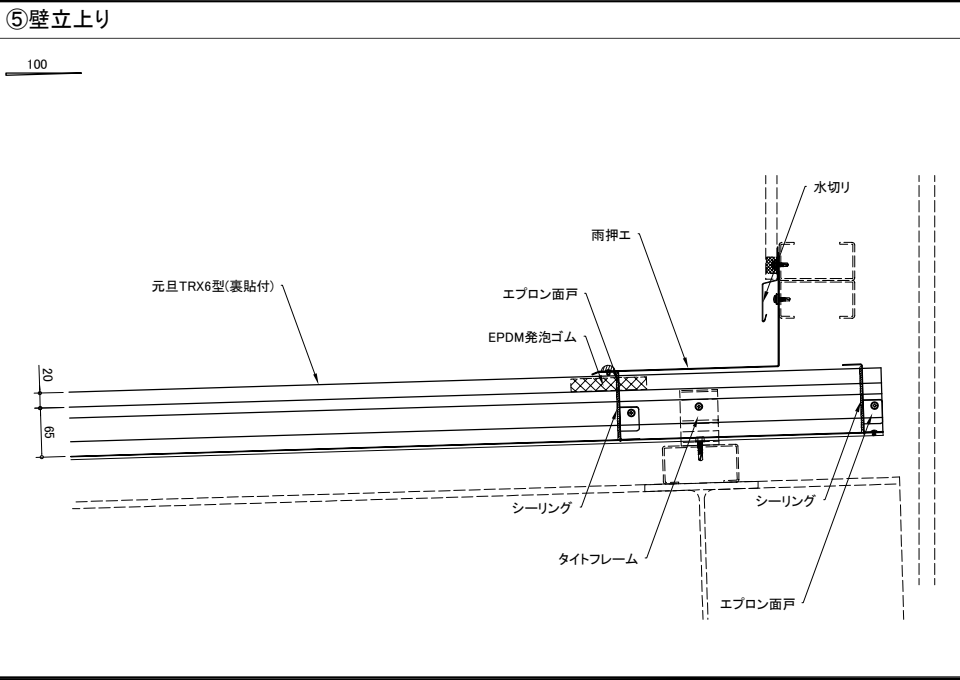 ⑤壁立上り
100
水切り
雨押エ
元旦TRX6型(裏貼付)
エプロン面戸
EPDM発泡ゴム
20
65
シーリング
シーリング
タイトフレーム
エプロン面戸